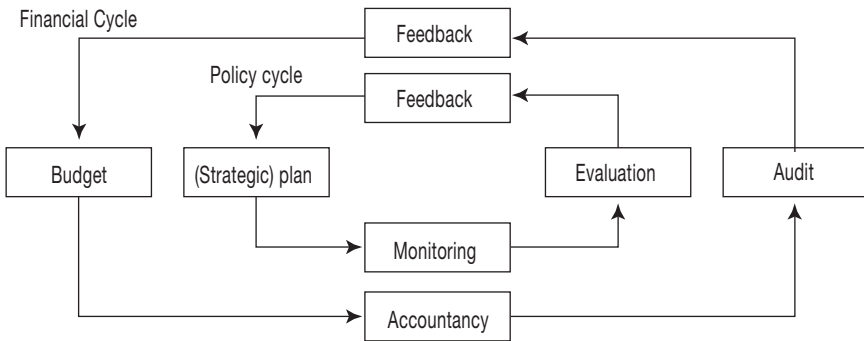 Financial Cycle
Feedback
Policy cycle
Feedback
Budget
(Strategic) plan
Evaluation
Audit
Monitoring
Accountancy